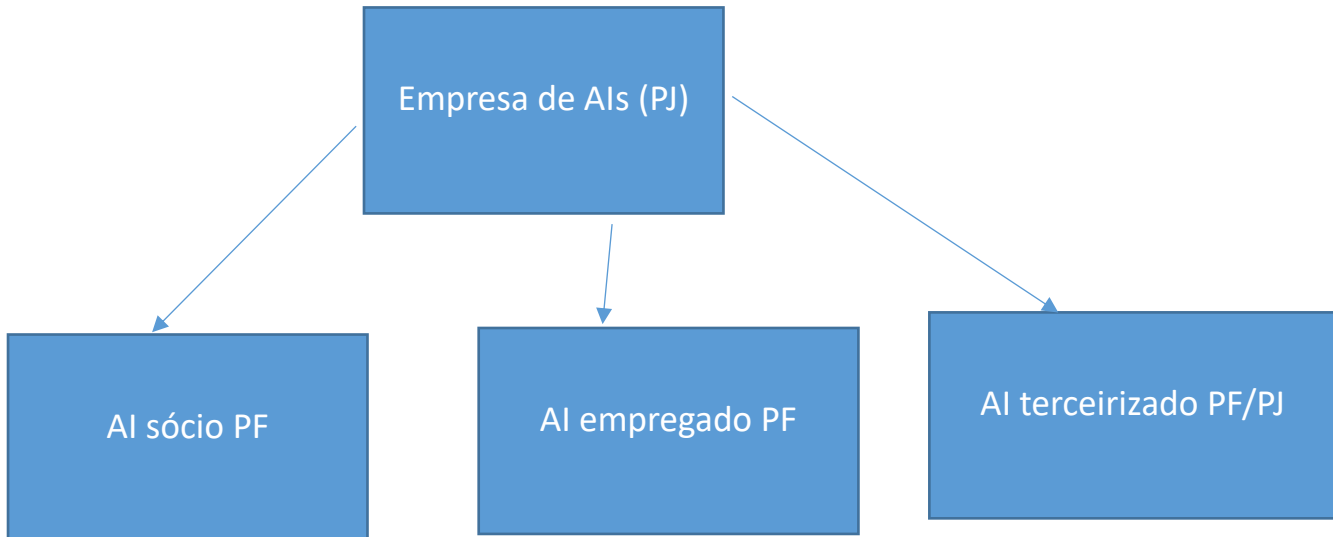 Empresa de AIs (PJ)
AI sócio PF
AI empregado PF
AI terceirizado PF/PJ